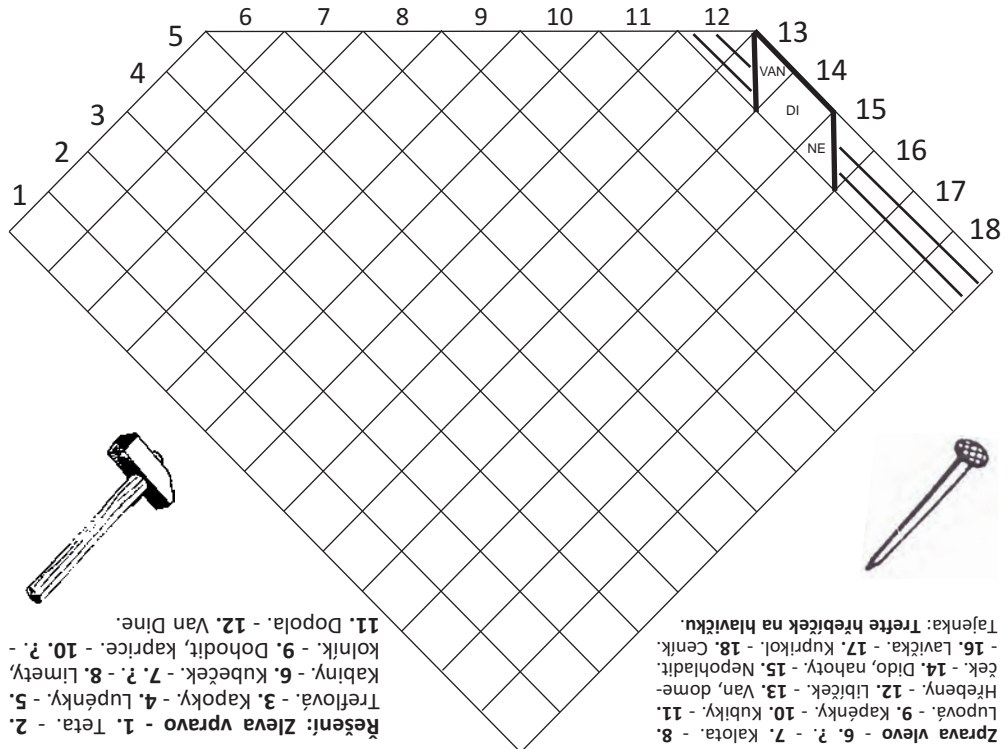 1
2
3
4
5
6
7
8
9
10
11
12
13
14
15
16
17
18
VAN
DI
NE
Řešení: Zleva vpravo - 1. Teta. - 2.
Treflová. - 3. Kapoky. - 4. Lupénky. - 5.
Kabiny. - 6. Kubeček. - 7. ?. - 8. Limety,
kolník. - 9. Dohodit, kaprice. - 10. ?. -
11. Dopola. - 12. Van Dine.
Zprava vlevo - 6. ?. - 7. Kalota. - 8.
Lupová. - 9. Kapénky. - 10. Kubiky. - 11.
Hřebeny. - 12. Libíček. - 13. Van, dome-
ček. - 14. Dido, nahoty. - 15. Nepohladit.
- 16. Lavička. - 17. Kuprikol. - 18. Ceník.
Tajenka: Trefte hřebíček na hlavičku.